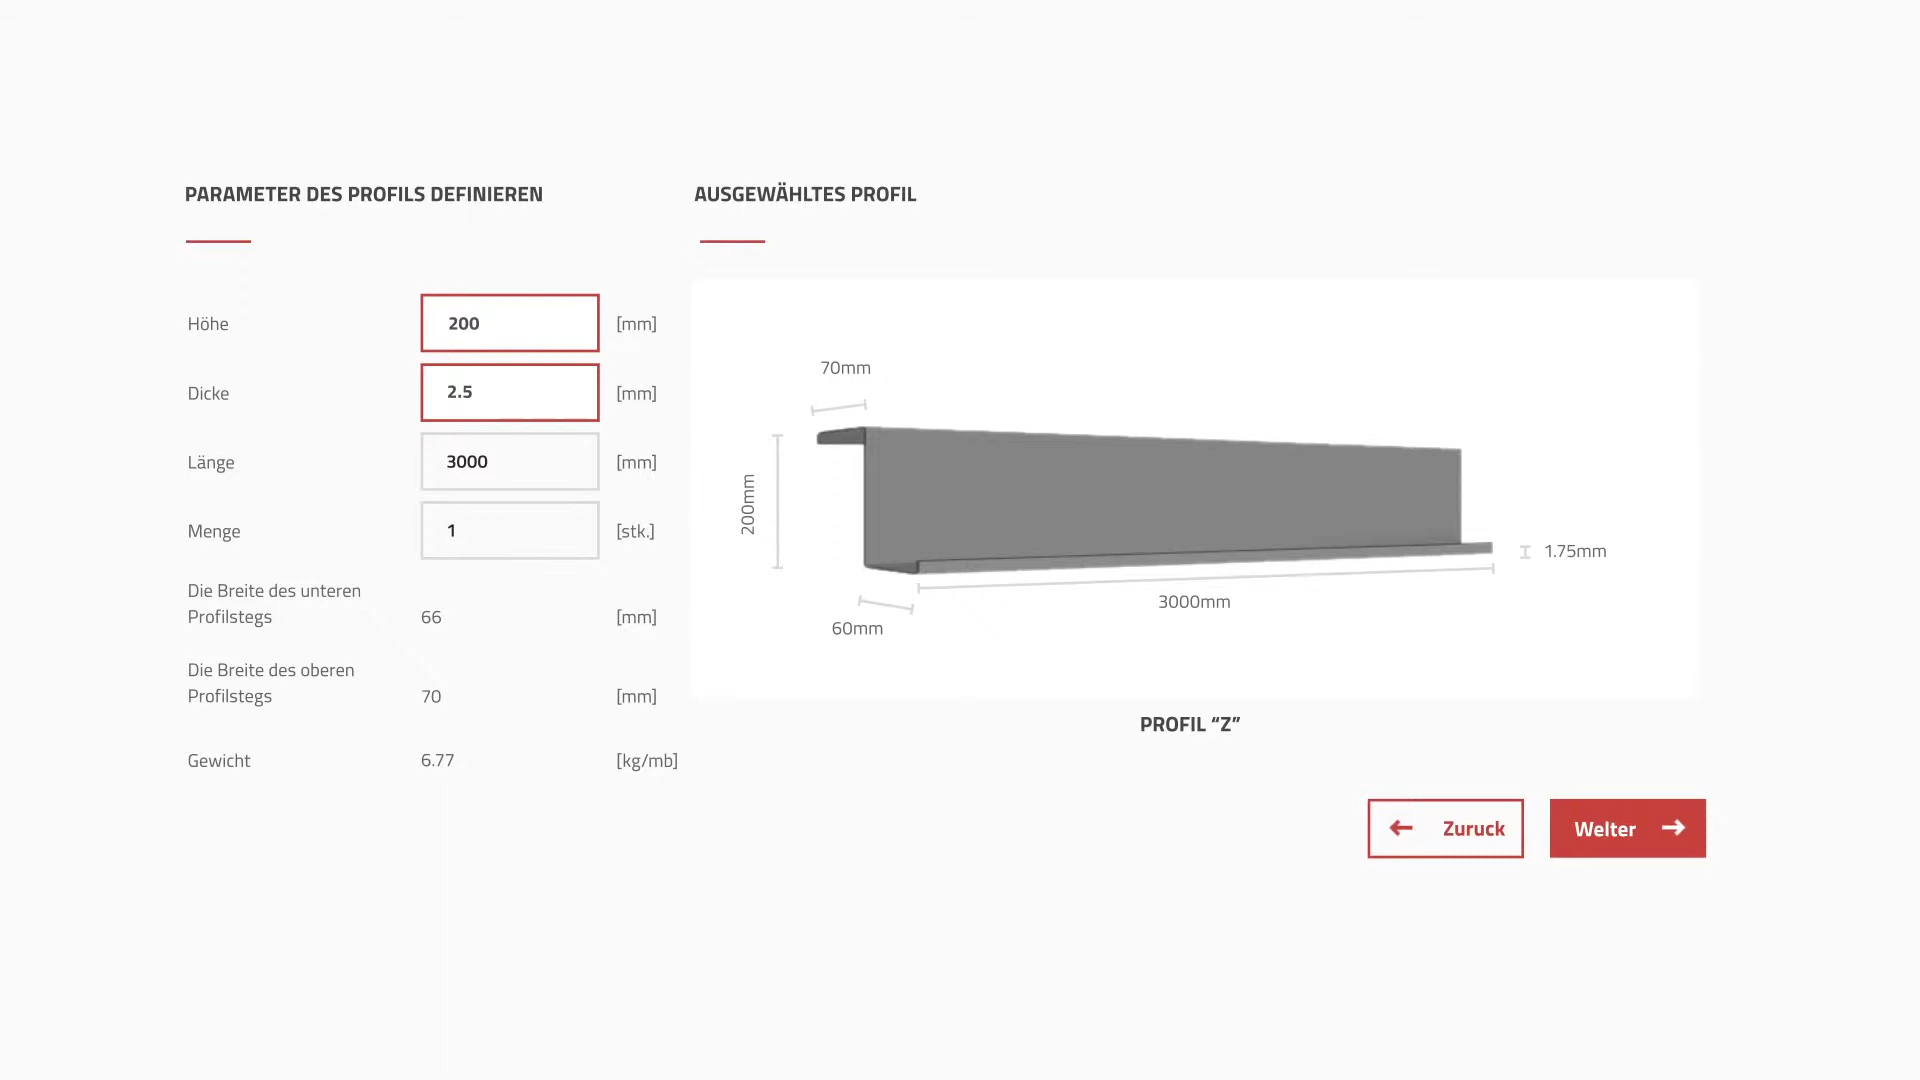 PARAMETER DES PROFILS DEFINIEREN
Höhe 200 [mm]
Dicke 2.5 [mm]
Länge 3000 [mm]
Menge 1 [stk.]
Die Breite des unteren
Profilstegs 66 [mm]
Die Breite des oberen
Profilstegs 70 [mm]
Gewicht 6.77 [kg/mb]
AUSGEWÄHLTES PROFIL
70mm
200mm
1.75mm
3000mm
60mm
PROFIL “Z”
Zuruck
Welter